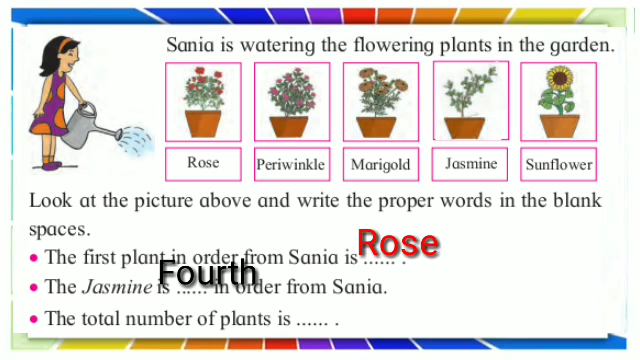 Sania is watering the flowering plants in the garden.
Rose Periwinkle Marigold Jasmine Sunflower
Look at the picture above and write the proper words in the blank
spaces.
• The first plant in order from Sania is ...... . Rose
• The Jasmine is ...... in order from Sania. Fourth
• The total number of plants is ...... .